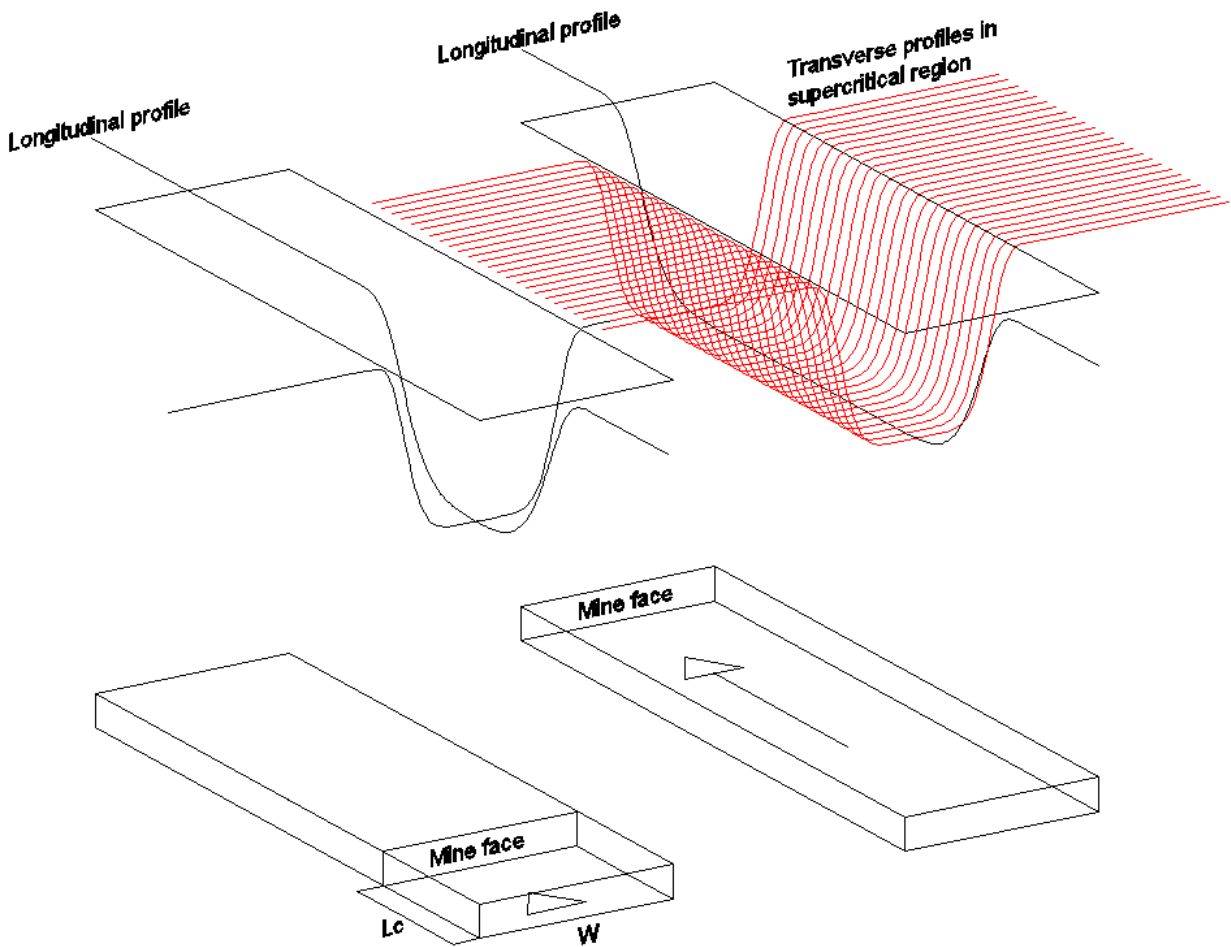 Longitudinal profile
Longitudinal profile
Transverse profiles in
supercritical region
Mine face
Mine face
Lc
W